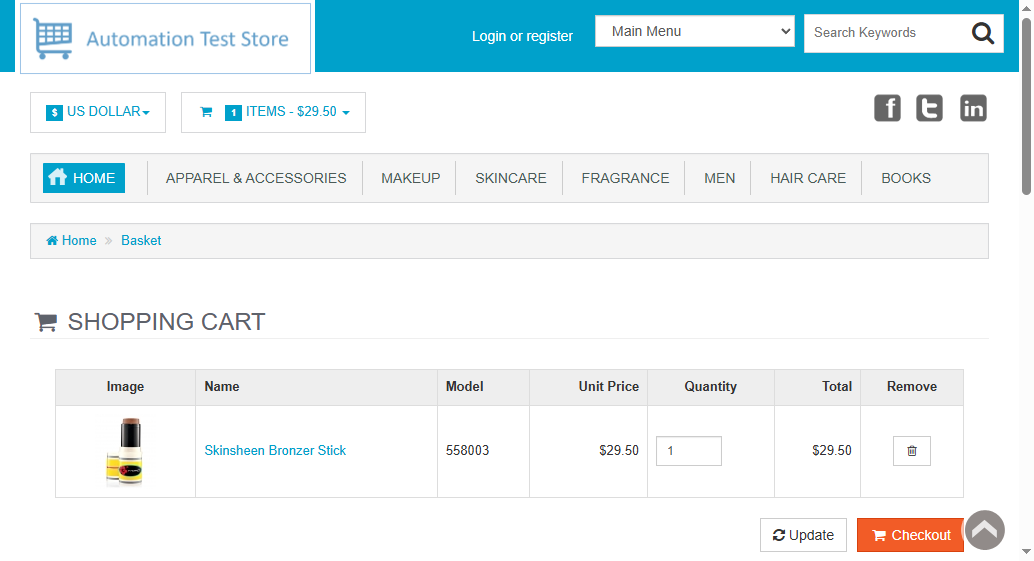 Automation Test Store
Login or register
Main Menu
Search Keywords
$ US DOLLAR
1 ITEMS - $29.50
f t in
HOME APPAREL & ACCESSORIES MAKEUP SKINCARE FRAGRANCE MEN HAIR CARE BOOKS
Home » Basket
SHOPPING CART
Image Name Model Unit Price Quantity Total Remove
Skinsheen Bronzer Stick 558003 $29.50 1 $29.50
Update Checkout